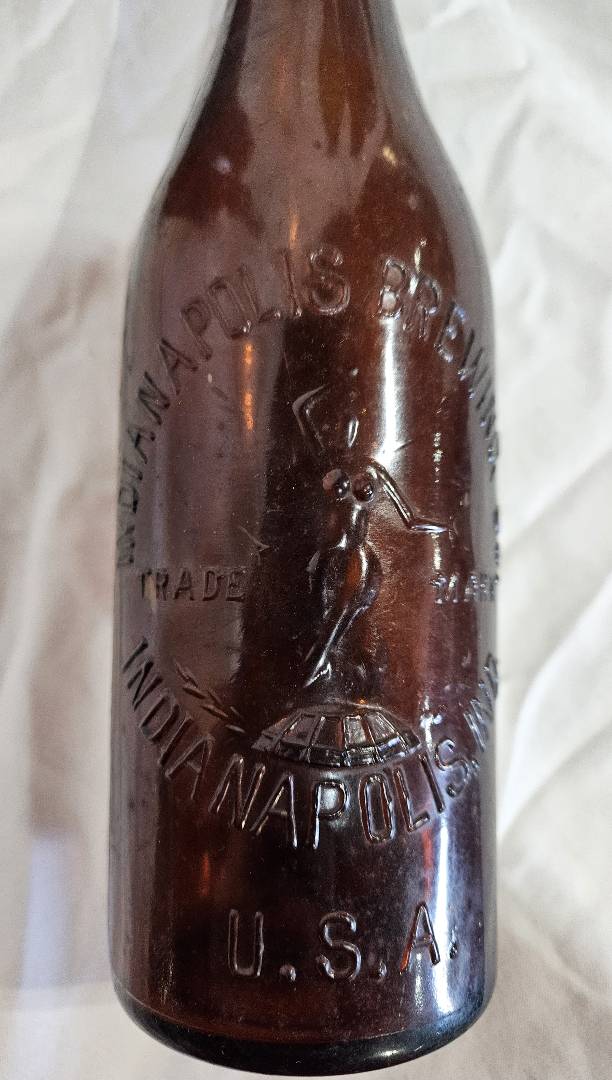 INDIANAPOLIS BREWING
TRADE MARK
INDIANAPOLIS, IND
U.S.A.